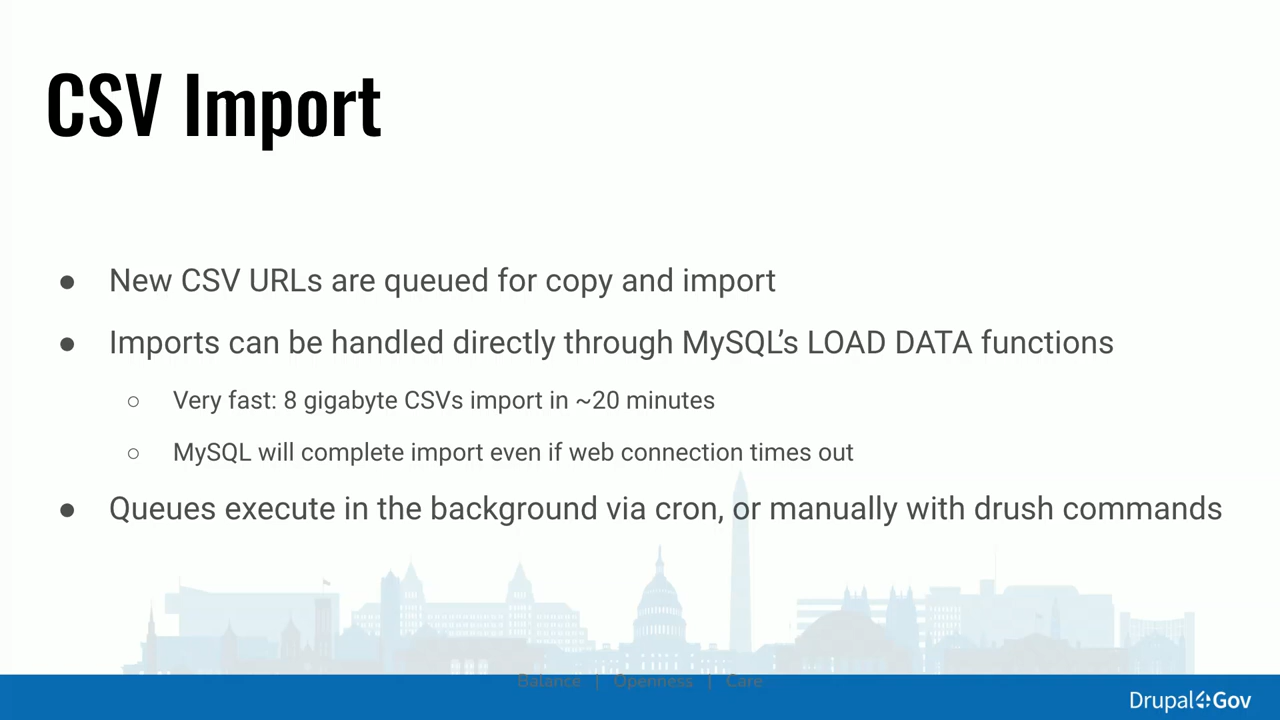 CSV Import
● New CSV URLs are queued for copy and import
● Imports can be handled directly through MySQL’s LOAD DATA functions
○ Very fast: 8 gigabyte CSVs import in ~20 minutes
○ MySQL will complete import even if web connection times out
● Queues execute in the background via cron, or manually with drush commands
Balance | Openness | Care
Drupal4Gov